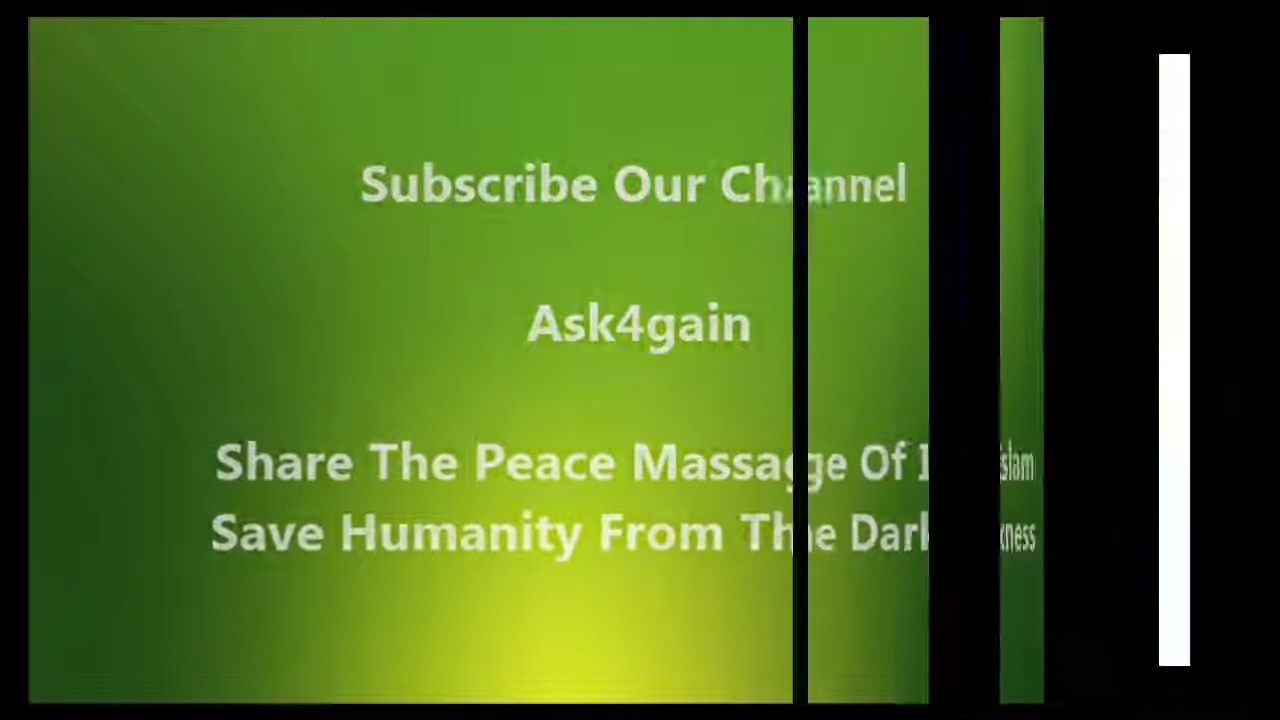 Subscribe Our Channel
Ask4gain
Share The Peace Massage Of Islam
Save Humanity From The Darkness